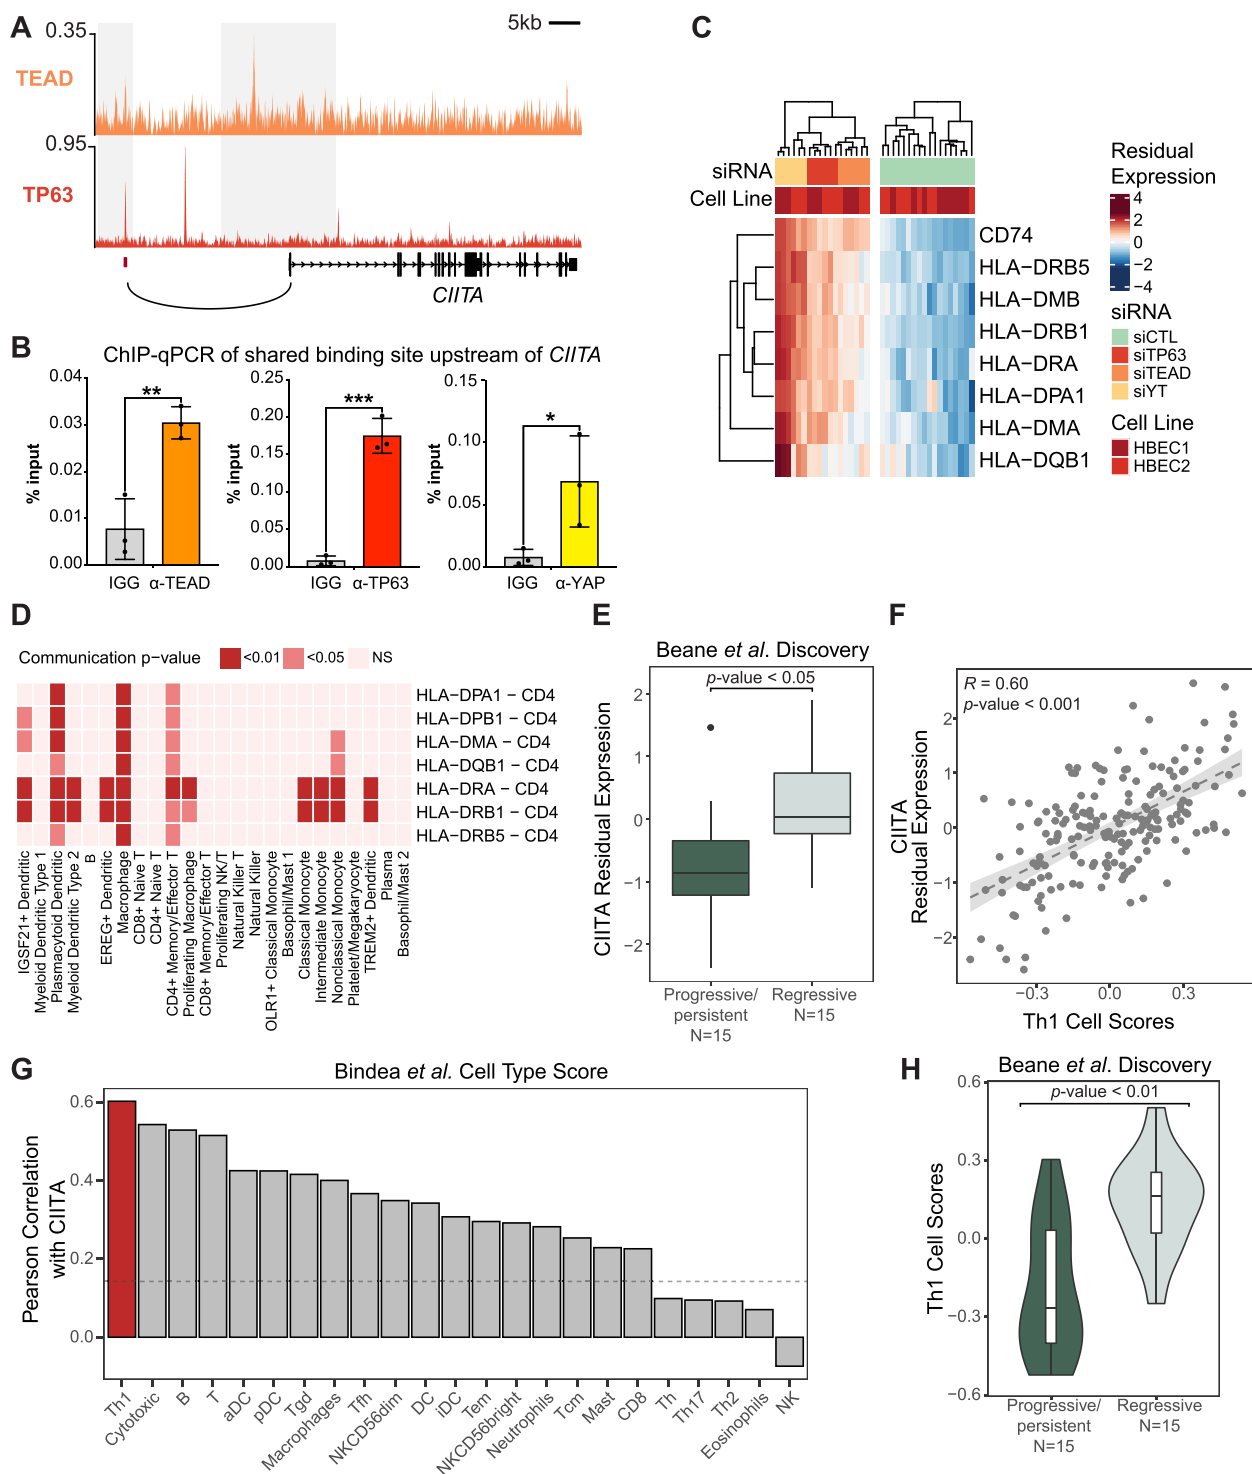 A
5kb
0.35
TEAD
0.95
TP63
CIITA
B
ChIP-qPCR of shared binding site upstream of CIITA
% input
0.04
0.03
0.02
0.01
0.00
**
IGG α-TEAD
% input
0.25
0.20
0.15
0.10
0.05
0.00
***
IGG α-TP63
% input
0.15
0.10
0.05
0.00
*
IGG α-YAP
C
siRNA
Cell Line
CD74
HLA−DRB5
HLA−DMB
HLA−DRB1
HLA−DRA
HLA−DPA1
HLA−DMA
HLA−DQB1
Residual
Expression
4
2
0
−2
−4
siRNA
siCTL
siTP63
siTEAD
siYT
Cell Line
HBEC1
HBEC2
D
Communication p−value <0.01 <0.05 NS
HLA−DPA1 − CD4
HLA−DPB1 − CD4
HLA−DMA − CD4
HLA−DQB1 − CD4
HLA−DRA − CD4
HLA−DRB1 − CD4
HLA−DRB5 − CD4
IGSF21+ Dendritic
Myeloid Dendritic Type 1
Plasmacytoid Dendritic
Myeloid Dendritic Type 2
B
EREG+ Dendritic
Macrophage
CD8+ Naive T
CD4+ Naive T
CD4+ Memory/Effector T
Proliferating Macrophage
CD8+ Memory/Effector T
Proliferating NK/T
Natural Killer T
Natural Killer
OLR1+ Classical Monocyte
Basophil/Mast 1
Classical Monocyte
Intermediate Monocyte
Nonclassical Monocyte
Platelet/Megakaryocyte
TREM2+ Dendritic
Plasma
Basophil/Mast 2
E
Beane et al. Discovery
p-value < 0.05
CIITA Residual Exprsesion
2
1
0
−1
−2
Progressive/
persistent
N=15
Regressive
N=15
F
R = 0.60
p-value < 0.001
CIITA
Residual Expression
2
1
0
−1
−2
−0.3 0.0 0.3
Th1 Cell Scores
G
Bindea et al. Cell Type Score
Pearson Correlation
with CIITA
0.6
0.4
0.2
0.0
Th1
Cytotoxic
B
T
aDC
pDC
Tgd
Macrophages
Tfh
NKCD56dim
DC
iDC
Tem
NKCD56bright
Neutrophils
Tcm
Mast
CD8
Th
Th17
Th2
Eosinophils
NK
H
Beane et al. Discovery
p-value < 0.01
Th1 Cell Scores
0.6
0.3
0.0
−0.3
−0.6
Progressive/
persistent
N=15
Regressive
N=15